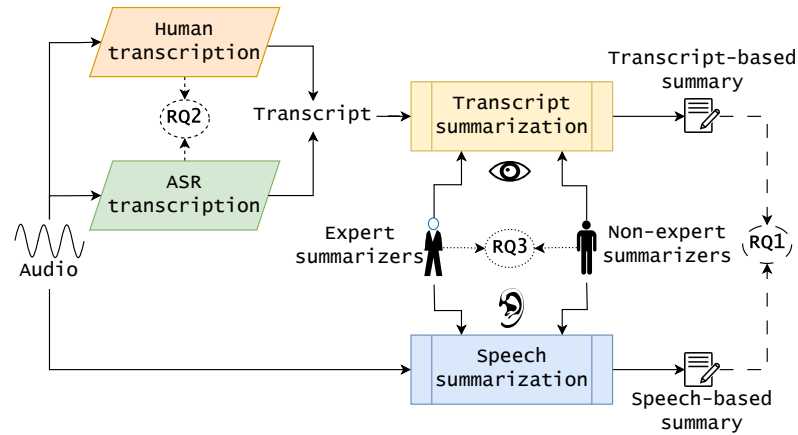 Human
transcription
RQ2
Transcript
ASR
transcription
Audio
Transcript
summarization
Transcript-based
summary
Expert
summarizers
RQ3
Non-expert
summarizers
RQ1
Speech
summarization
Speech-based
summary